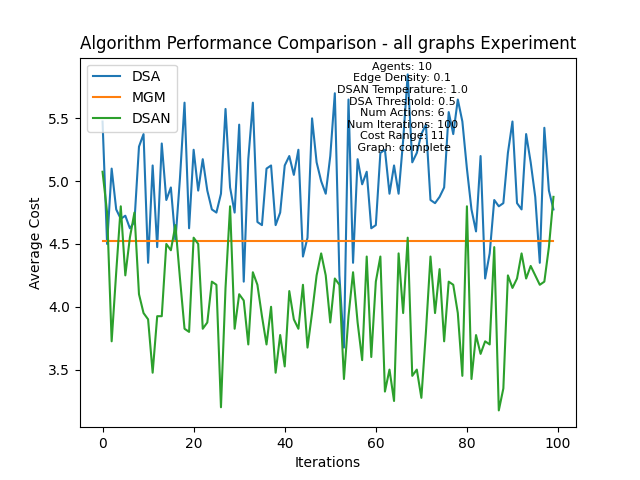 Algorithm Performance Comparison - all graphs Experiment
DSA
MGM
DSAN
Agents: 10
Edge Density: 0.1
DSAN Temperature: 1.0
DSA Threshold: 0.5
Num Actions: 6
Num Iterations: 100
Cost Range: 11
Graph: complete
Average Cost
5.5
5.0
4.5
4.0
3.5
0 20 40 60 80 100
Iterations